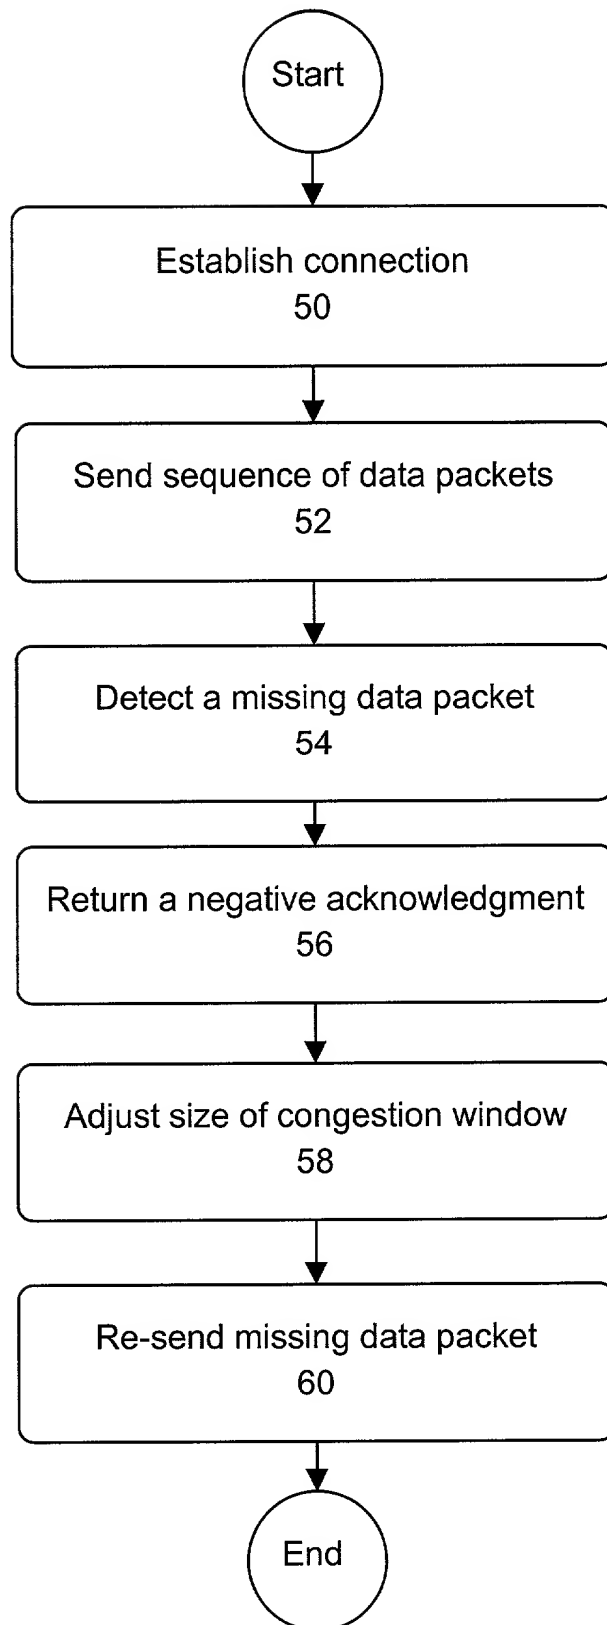 Start
Establish connection
50
Send sequence of data packets
52
Detect a missing data packet
54
Return a negative acknowledgment
56
Adjust size of congestion window
58
Re-send missing data packet
60
End